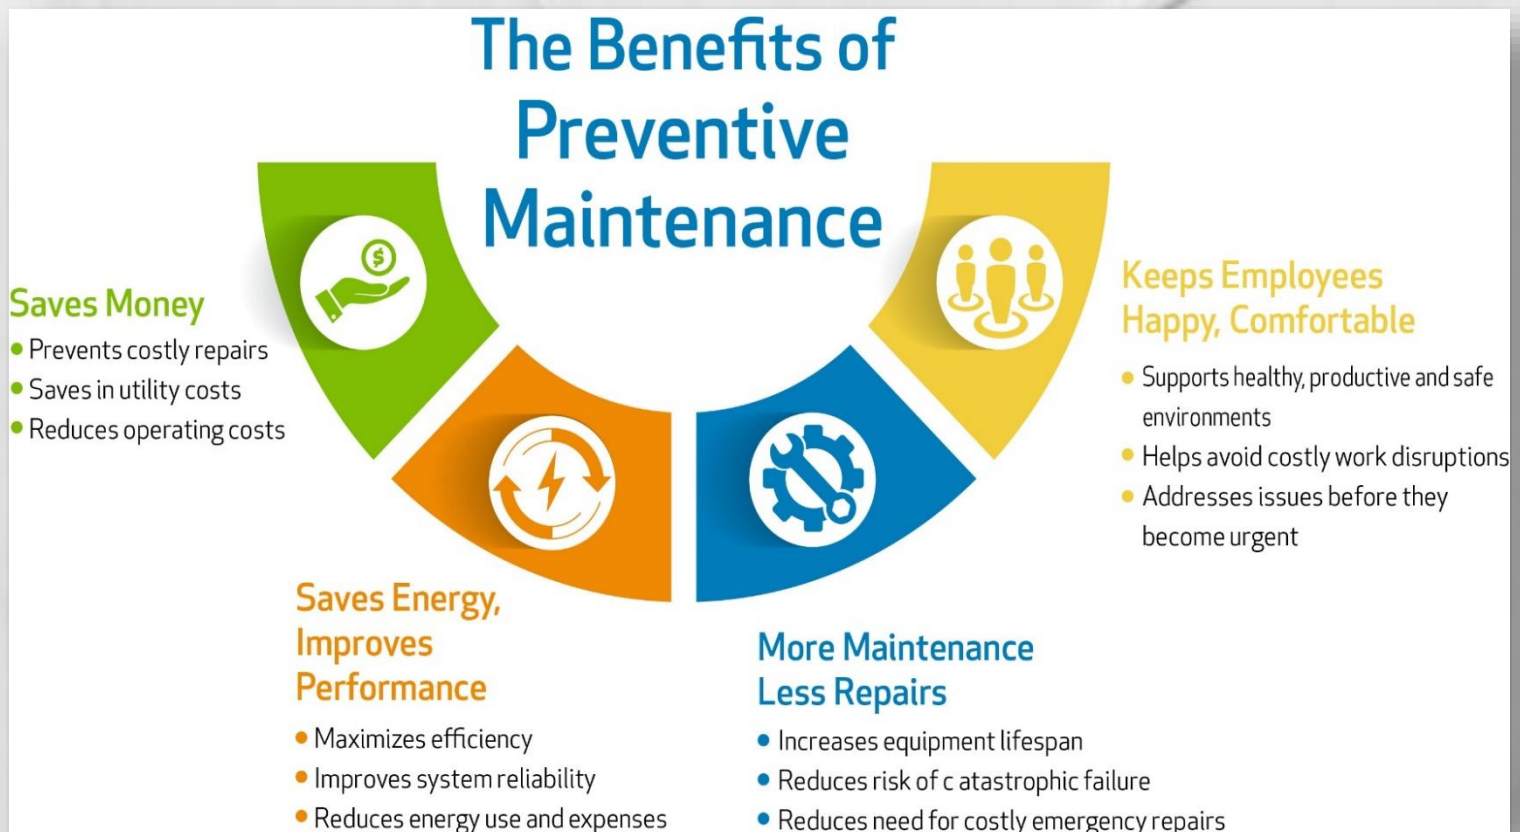 The Benefits of
Preventive
Maintenance
$
Saves Money
• Prevents costly repairs
• Saves in utility costs
• Reduces operating costs
Saves Energy,
Improves
Performance
• Maximizes efficiency
• Improves system reliability
• Reduces energy use and expenses
More Maintenance
Less Repairs
• Increases equipment lifespan
• Reduces risk of c atastrophic failure
• Reduces need for costly emergency repairs
Keeps Employees
Happy, Comfortable
• Supports healthy, productive and safe
environments
• Helps avoid costly work disruptions
• Addresses issues before they
become urgent